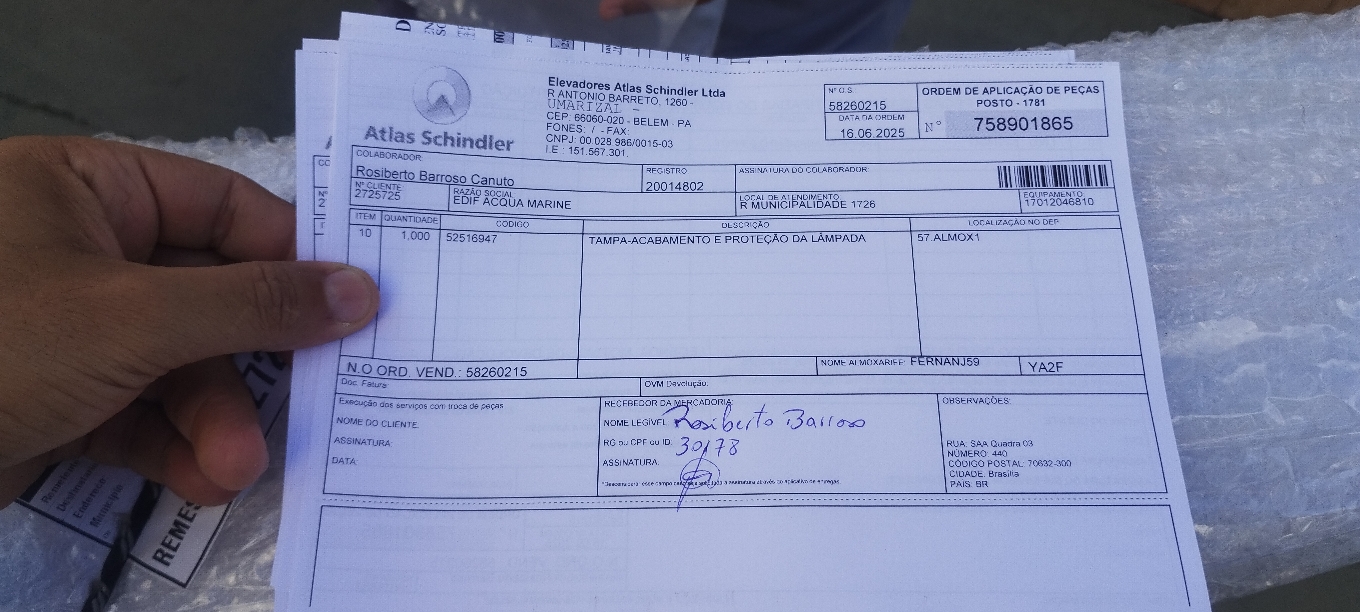 Elevadores Atlas Schindler Ltda
R ANTONIO BARRETO, 1260 -
UMARIZAL -
CEP: 66060-020 - BELEM - PA
FONES: / - FAX:
CNPJ: 00.028.986/0015-03
I.E.: 151.567.301.
Atlas Schindler
Nº O.S.
58260215
DATA DA ORDEM
16.06.2025
ORDEM DE APLICAÇÃO DE PEÇAS
POSTO - 1781
Nº 758901865
COLABORADOR:
Rosiberto Barroso Canuto
REGISTRO
20014802
ASSINATURA DO COLABORADOR:
Nº CLIENTE
2725725
RAZÃO SOCIAL
EDIF ACQUA MARINE
LOCAL DE ATENDIMENTO
R MUNICIPALIDADE 1726
EQUIPAMENTO
17012046810
ITEM QUANTIDADE CODIGO DESCRIÇÃO LOCALIZAÇÃO NO DEP.
10 1,000 52516947 TAMPA-ACABAMENTO E PROTEÇÃO DA LÂMPADA 57.ALMOX1
N.O ORD. VEND.: 58260215
NOME ALMOXARIFE: FERNANJ59
YA2F
Doc. Fatura:
OVM Devolução:
Execução dos serviços com troca de peças
NOME DO CLIENTE:
ASSINATURA:
DATA:
RECEBEDOR DA MERCADORIA:
NOME LEGÍVEL: Rosiberto Barroso
RG ou CPF ou ID: 30178
ASSINATURA:
OBSERVAÇÕES:
RUA: SAA Quadra 03
NÚMERO: 440
CÓDIGO POSTAL: 70632-300
CIDADE: Brasília
PAÍS: BR